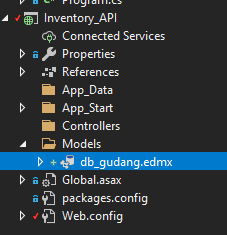 Program.cs
Inventory_API
Connected Services
Properties
References
App_Data
App_Start
Controllers
Models
db_gudang.edmx
Global.asax
packages.config
Web.config